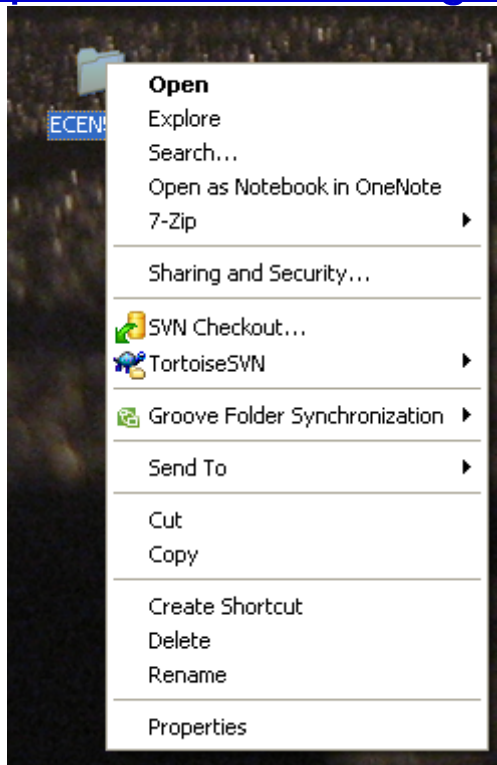 Open
ECEN
Explore
Search...
Open as Notebook in OneNote
7-Zip
Sharing and Security...
SVN Checkout...
TortoiseSVN
Groove Folder Synchronization
Send To
Cut
Copy
Create Shortcut
Delete
Rename
Properties